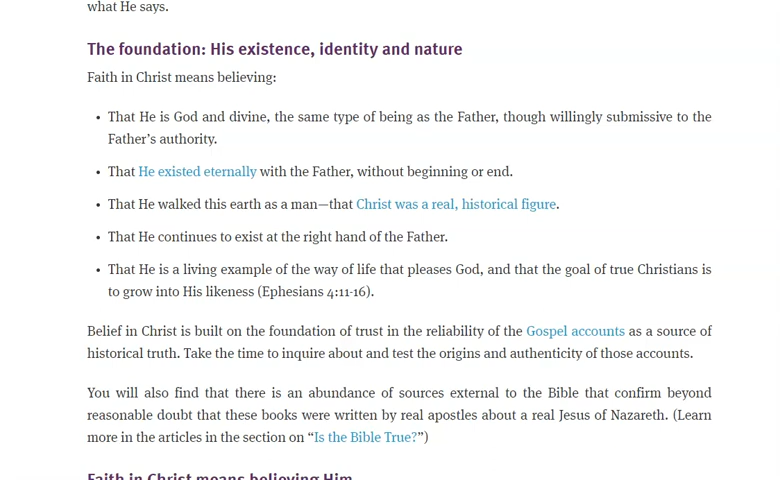 what He says.
The foundation: His existence, identity and nature
Faith in Christ means believing:
• That He is God and divine, the same type of being as the Father, though willingly submissive to the
Father’s authority.
• That He existed eternally with the Father, without beginning or end.
• That He walked this earth as a man—that Christ was a real, historical figure.
• That He continues to exist at the right hand of the Father.
• That He is a living example of the way of life that pleases God, and that the goal of true Christians is
to grow into His likeness (Ephesians 4:11-16).
Belief in Christ is built on the foundation of trust in the reliability of the Gospel accounts as a source of
historical truth. Take the time to inquire about and test the origins and authenticity of those accounts.
You will also find that there is an abundance of sources external to the Bible that confirm beyond
reasonable doubt that these books were written by real apostles about a real Jesus of Nazareth. (Learn
more in the articles in the section on “Is the Bible True?”)
Faith in Christ means believing Him